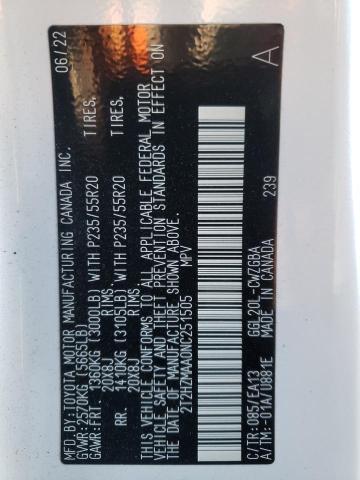 MFD. BY:TOYOTA MOTOR MANUFACTURING CANADA INC. 06/22
GVWR:2570KG (5665LB)
GAWR:FRT. 1360KG (3000LB) WITH P235/55R20 TIRES,
20X8J RIMS,
RR. 1410KG (3105LB) WITH P235/55R20 TIRES,
20X8J RIMS,
THIS VEHICLE CONFORMS TO ALL APPLICABLE FEDERAL MOTOR
VEHICLE SAFETY AND THEFT PREVENTION STANDARDS IN EFFECT ON
THE DATE OF MANUFACTURE SHOWN ABOVE.
2T2HZMAA0NC251505 MPV
A
C/TR:085/EA13 GGL20L-CWZGBA 239
A/TM:-01A/U881E MADE IN CANADA